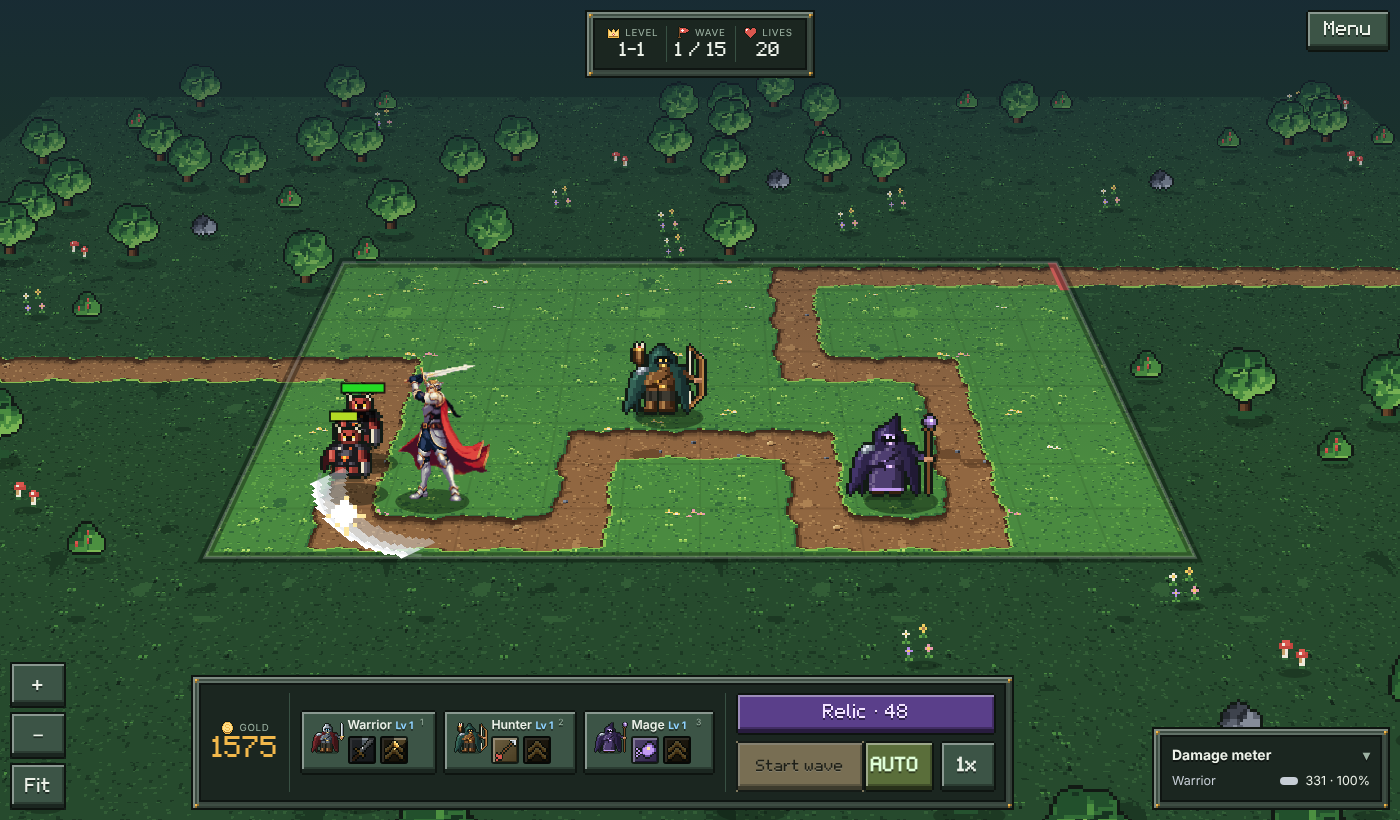 LEVEL WAVE LIVES
1-1 1 / 15 20
Menu
+
−
Fit
GOLD
1575
Warrior Lv 1 1
Hunter Lv 1 2
Mage Lv 1 3
Relic · 48
Start wave AUTO 1x
Damage meter ▼
Warrior 331 · 100%